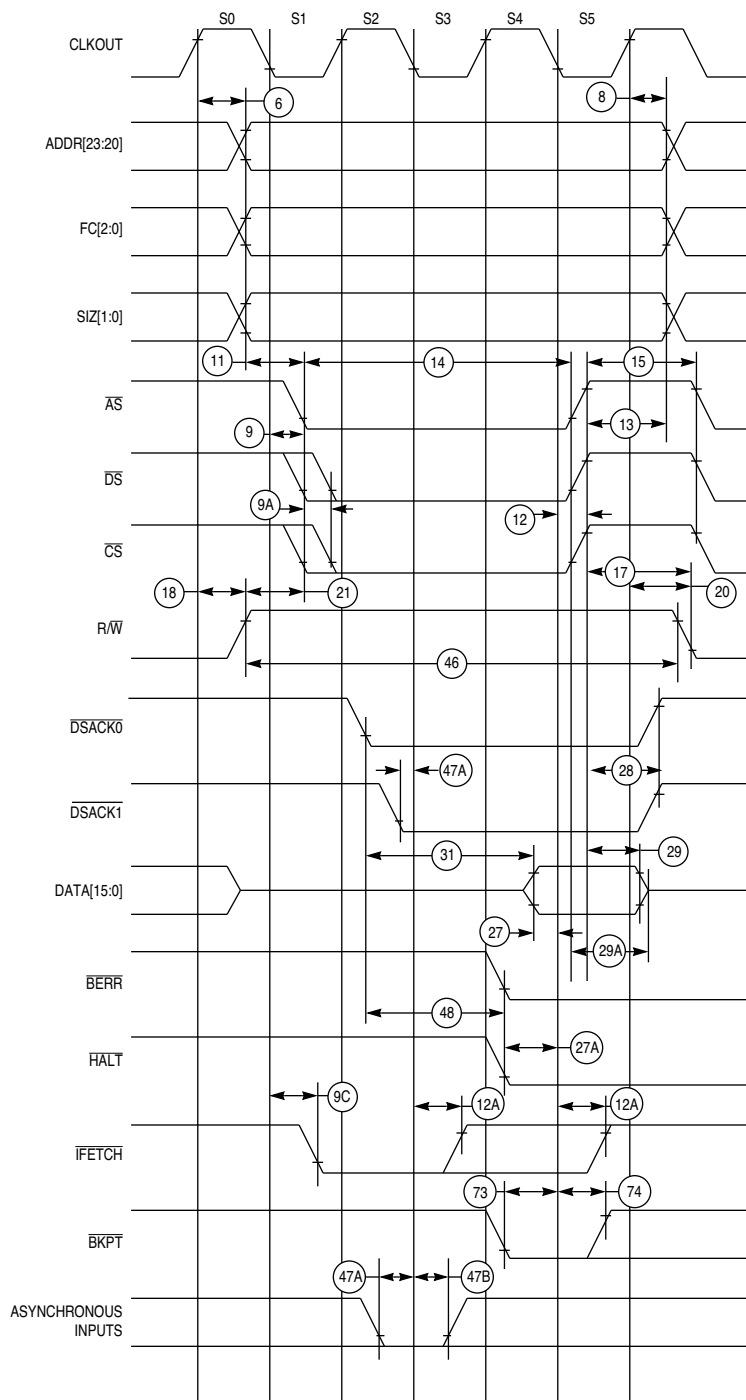 S0 S1 S2 S3 S4 S5
CLKOUT
6 8
ADDR[23:20]
FC[2:0]
SIZ[1:0]
11 14 15
AS
9 13
DS
9A 12
CS
17
18 21 20
R/W
46
DSACK0
47A 28
DSACK1
31 29
DATA[15:0]
27 29A
BERR
48
27A
HALT
9C 12A 12A
IFETCH
73 74
BKPT
47A 47B
ASYNCHRONOUS
INPUTS